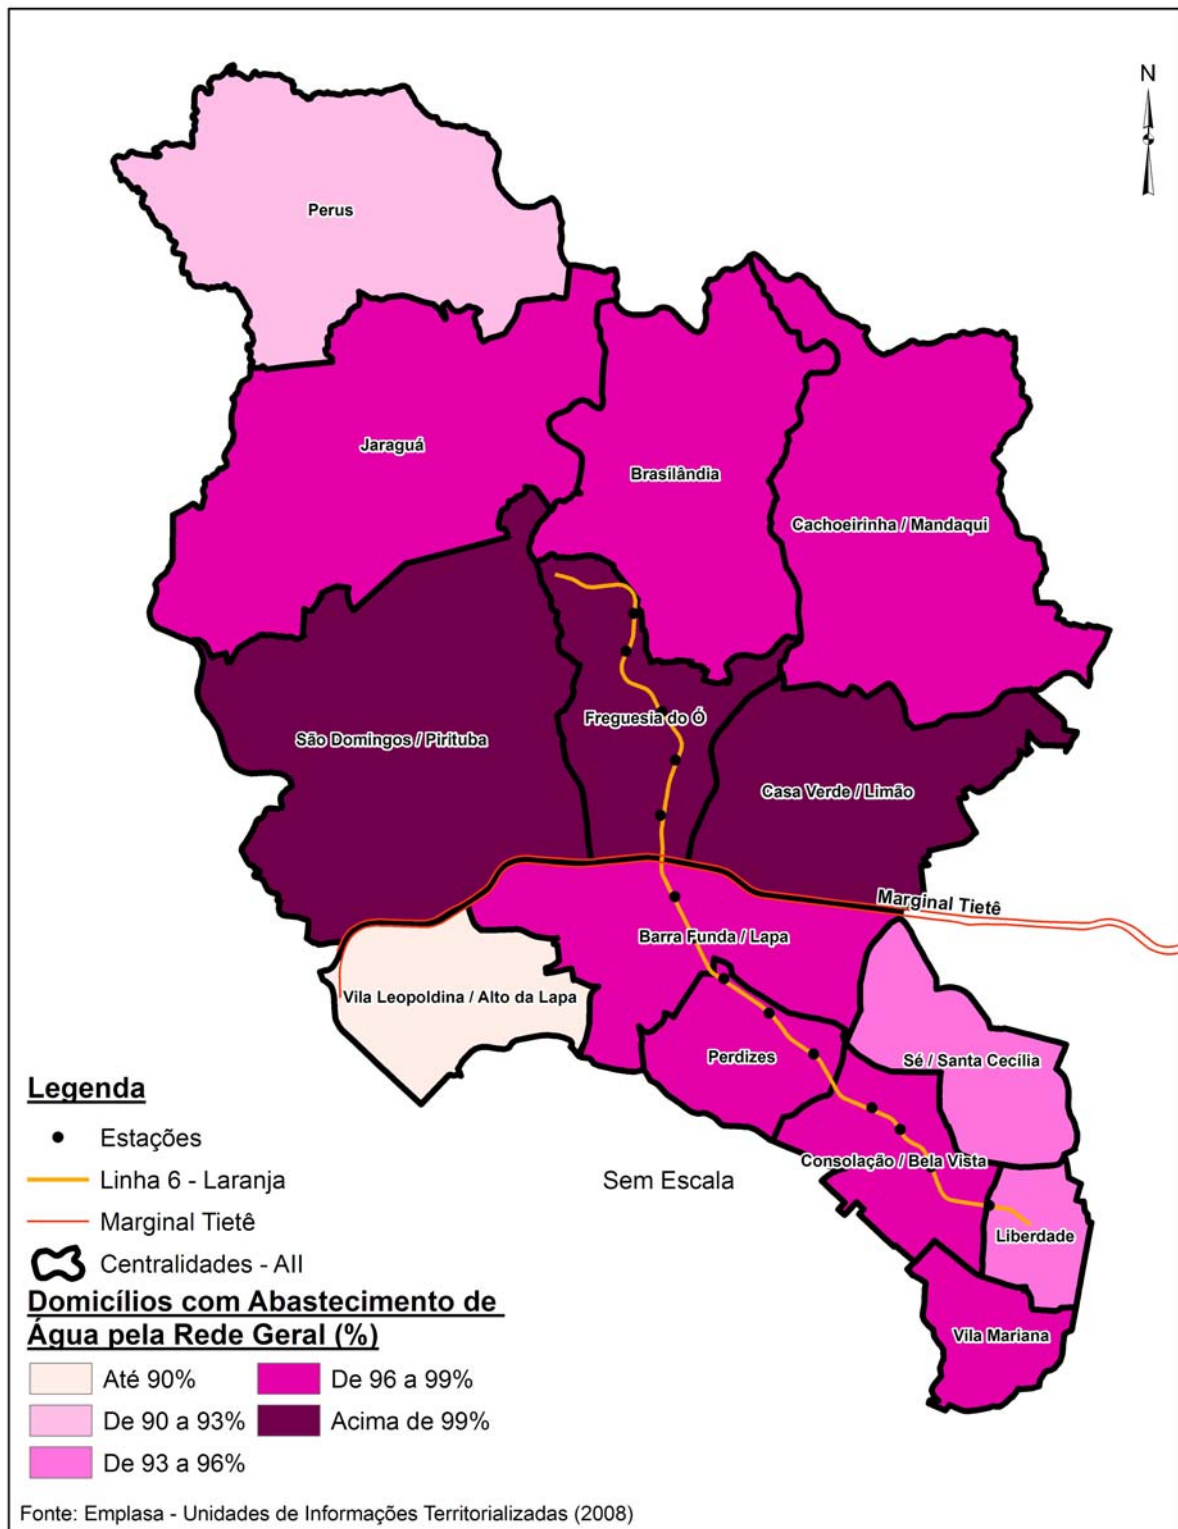 N
Perus
Jaraguá
Brasilândia
Cachoeirinha / Mandaqui
Freguesia do Ó
São Domingos / Pirituba
Casa Verde / Limão
Marginal Tietê
Barra Funda / Lapa
Vila Leopoldina / Alto da Lapa
Perdizes
Sé / Santa Cecília
Consolação / Bela Vista
Sem Escala
Liberdade
Vila Mariana
Legenda
Estações
Linha 6 - Laranja
Marginal Tietê
Centralidades - AII
Domicílios com Abastecimento de
Água pela Rede Geral (%)
Até 90%
De 90 a 93%
De 93 a 96%
De 96 a 99%
Acima de 99%
Fonte: Emplasa - Unidades de Informações Territorializadas (2008)